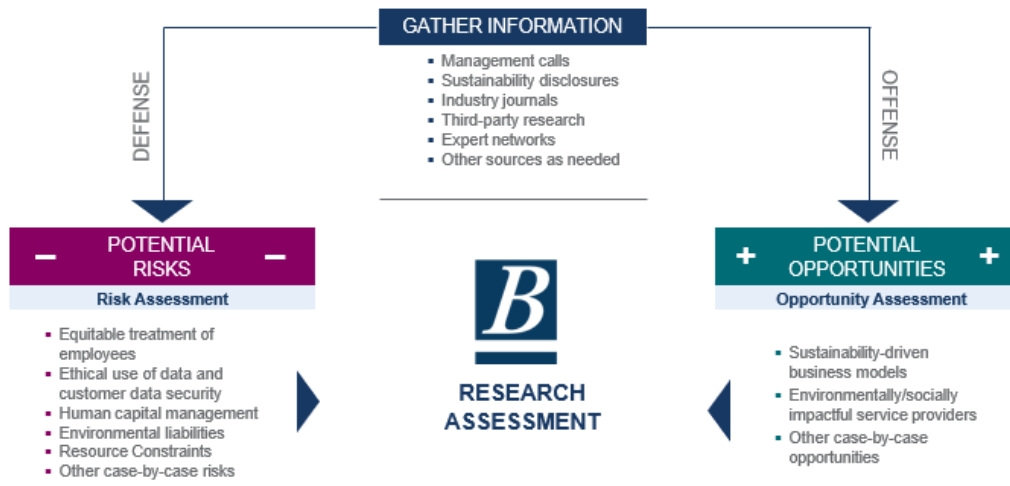 GATHER INFORMATION
▪ Management calls
▪ Sustainability disclosures
▪ Industry journals
▪ Third-party research
▪ Expert networks
▪ Other sources as needed
DEFENSE
OFFENSE
− POTENTIAL −
RISKS
Risk Assessment
▪ Equitable treatment of
employees
▪ Ethical use of data and
customer data security
▪ Human capital management
▪ Environmental liabilities
▪ Resource Constraints
▪ Other case-by-case risks
B
RESEARCH
ASSESSMENT
+ POTENTIAL +
OPPORTUNITIES
Opportunity Assessment
▪ Sustainability-driven
business models
▪ Environmentally/socially
impactful service providers
▪ Other case-by-case
opportunities